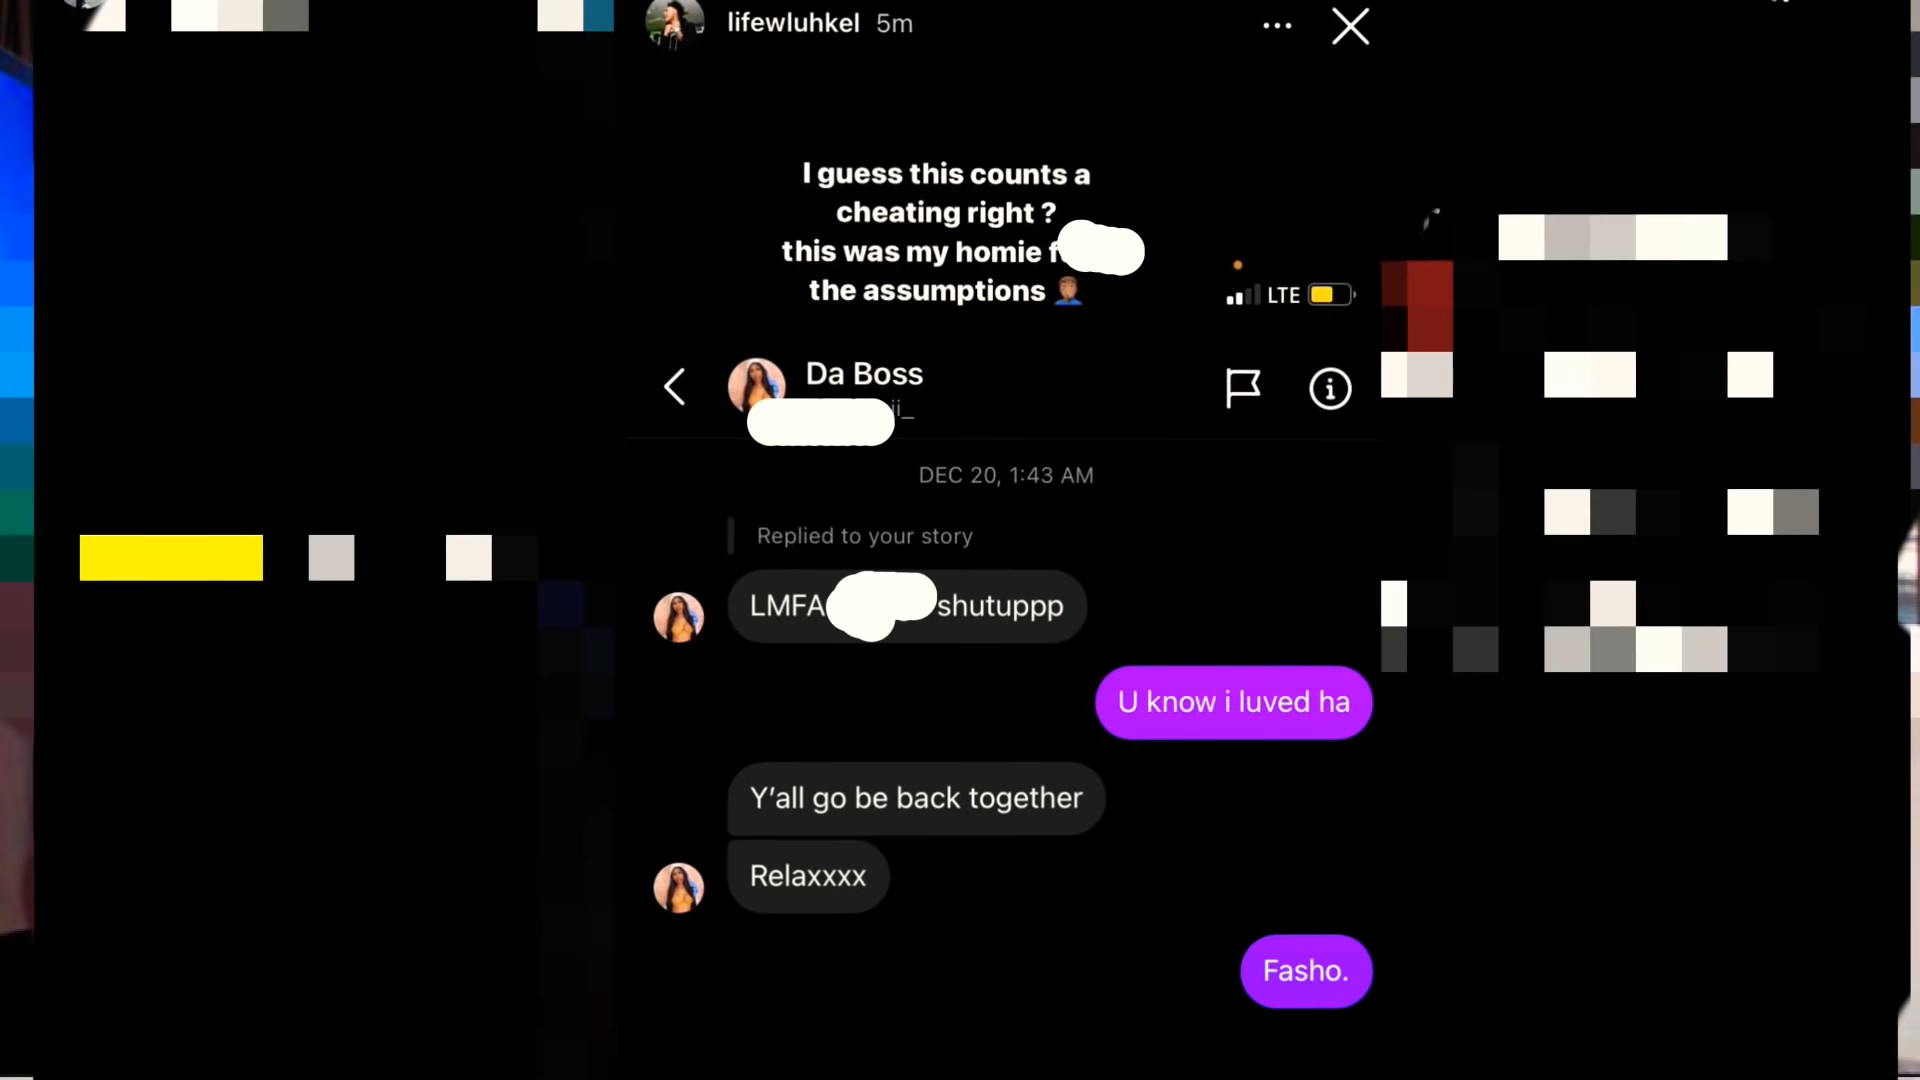 lifewluhkel 5m
I guess this counts a
cheating right ?
this was my homie
the assumptions
LTE
Da Boss
DEC 20, 1:43 AM
Replied to your story
LMFA shutuppp
U know i luved ha
Y’all go be back together
Relaxxxx
Fasho.